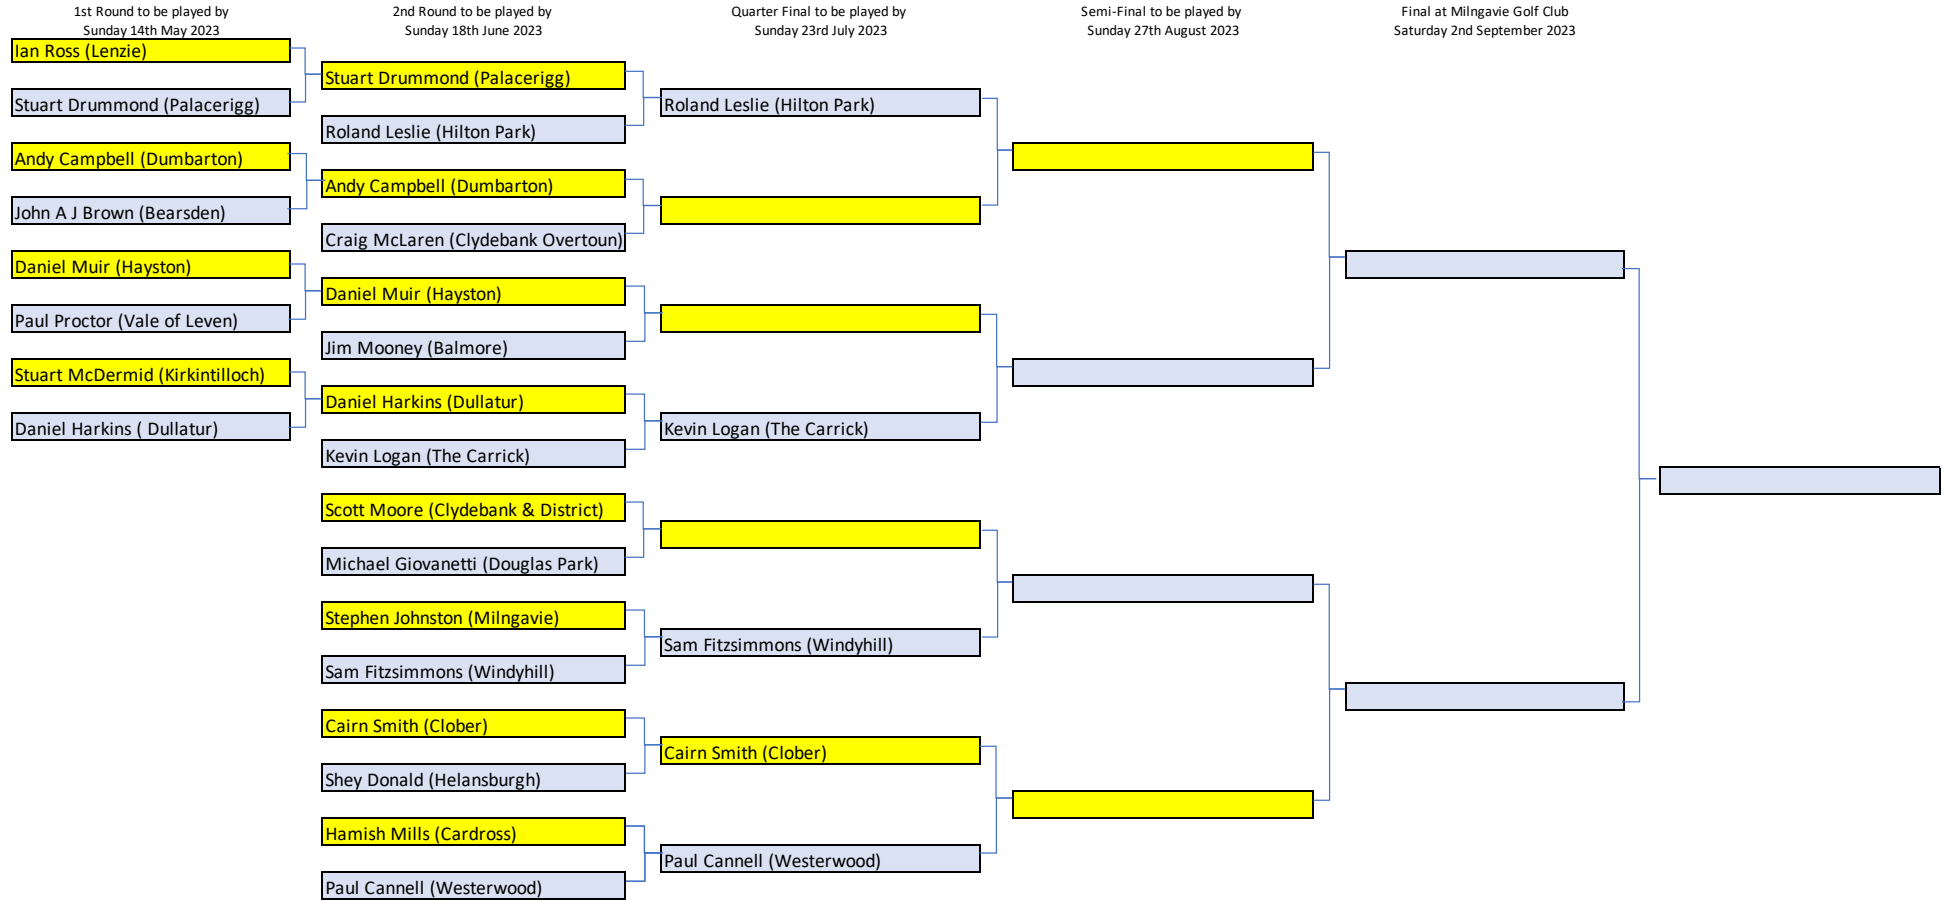 1st Round to be played by
Sunday 14th May 2023
2nd Round to be played by
Sunday 18th June 2023
Quarter Final to be played by
Sunday 23rd July 2023
Semi-Final to be played by
Sunday 27th August 2023
Final at Milngavie Golf Club
Saturday 2nd September 2023
Ian Ross (Lenzie)
Stuart Drummond (Palacerigg)
Andy Campbell (Dumbarton)
John A J Brown (Bearsden)
Daniel Muir (Hayston)
Paul Proctor (Vale of Leven)
Stuart McDermid (Kirkintilloch)
Daniel Harkins ( Dullatur)
Stuart Drummond (Palacerigg)
Roland Leslie (Hilton Park)
Andy Campbell (Dumbarton)
Craig McLaren (Clydebank Overtoun)
Daniel Muir (Hayston)
Jim Mooney (Balmore)
Daniel Harkins (Dullatur)
Kevin Logan (The Carrick)
Scott Moore (Clydebank & District)
Michael Giovanetti (Douglas Park)
Stephen Johnston (Milngavie)
Sam Fitzsimmons (Windyhill)
Cairn Smith (Clober)
Shey Donald (Helansburgh)
Hamish Mills (Cardross)
Paul Cannell (Westerwood)
Roland Leslie (Hilton Park)
Kevin Logan (The Carrick)
Sam Fitzsimmons (Windyhill)
Cairn Smith (Clober)
Paul Cannell (Westerwood)